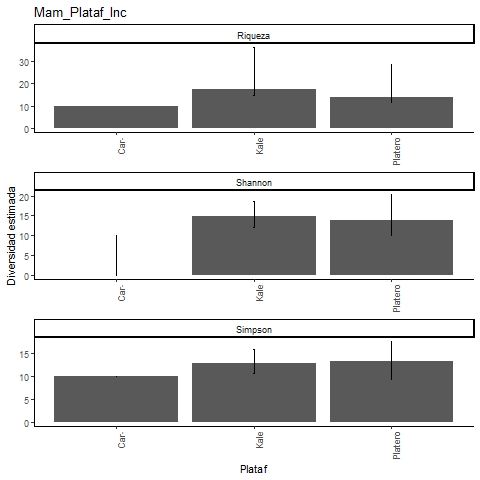 Mam_Plataf_Inc
Riqueza
30
20
10
0
Car-
Kale
Platero
Shannon
20
15
10
5
0
Car-
Kale
Platero
Simpson
15
10
5
0
Car-
Kale
Platero
Diversidad estimada
Plataf